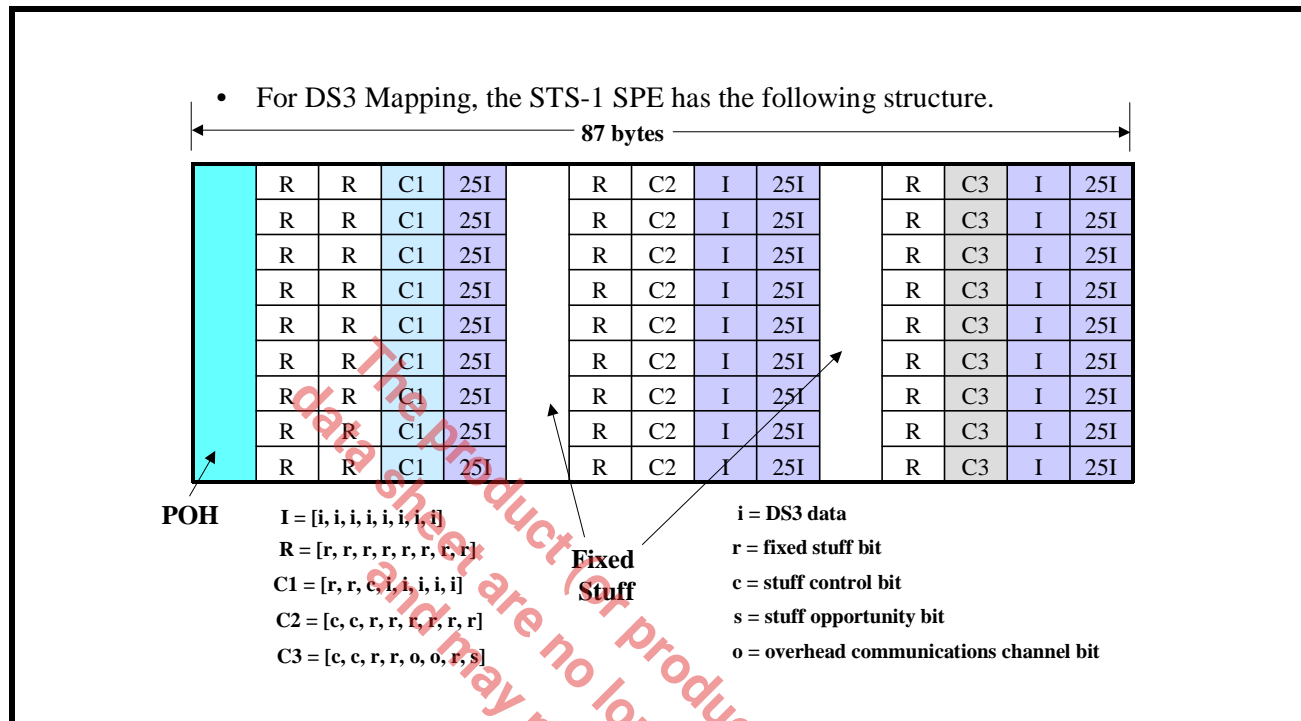 • For DS3 Mapping, the STS-1 SPE has the following structure.
87 bytes
R R C1 25I R C2 I 25I R C3 I 25I
R R C1 25I R C2 I 25I R C3 I 25I
R R C1 25I R C2 I 25I R C3 I 25I
R R C1 25I R C2 I 25I R C3 I 25I
R R C1 25I R C2 I 25I R C3 I 25I
R R C1 25I R C2 I 25I R C3 I 25I
R R C1 25I R C2 I 25I R C3 I 25I
R R C1 25I R C2 I 25I R C3 I 25I
R R C1 25I R C2 I 25I R C3 I 25I
POH
Fixed
Stuff
I = [i, i, i, i, i, i, i, i]
R = [r, r, r, r, r, r, r, r]
C1 = [r, r, c, i, i, i, i, i]
C2 = [c, c, r, r, r, r, r, r]
C3 = [c, c, r, r, o, o, r, s]
i = DS3 data
r = fixed stuff bit
c = stuff control bit
s = stuff opportunity bit
o = overhead communications channel bit
The product (or produc
data sheet are no lon
and may n